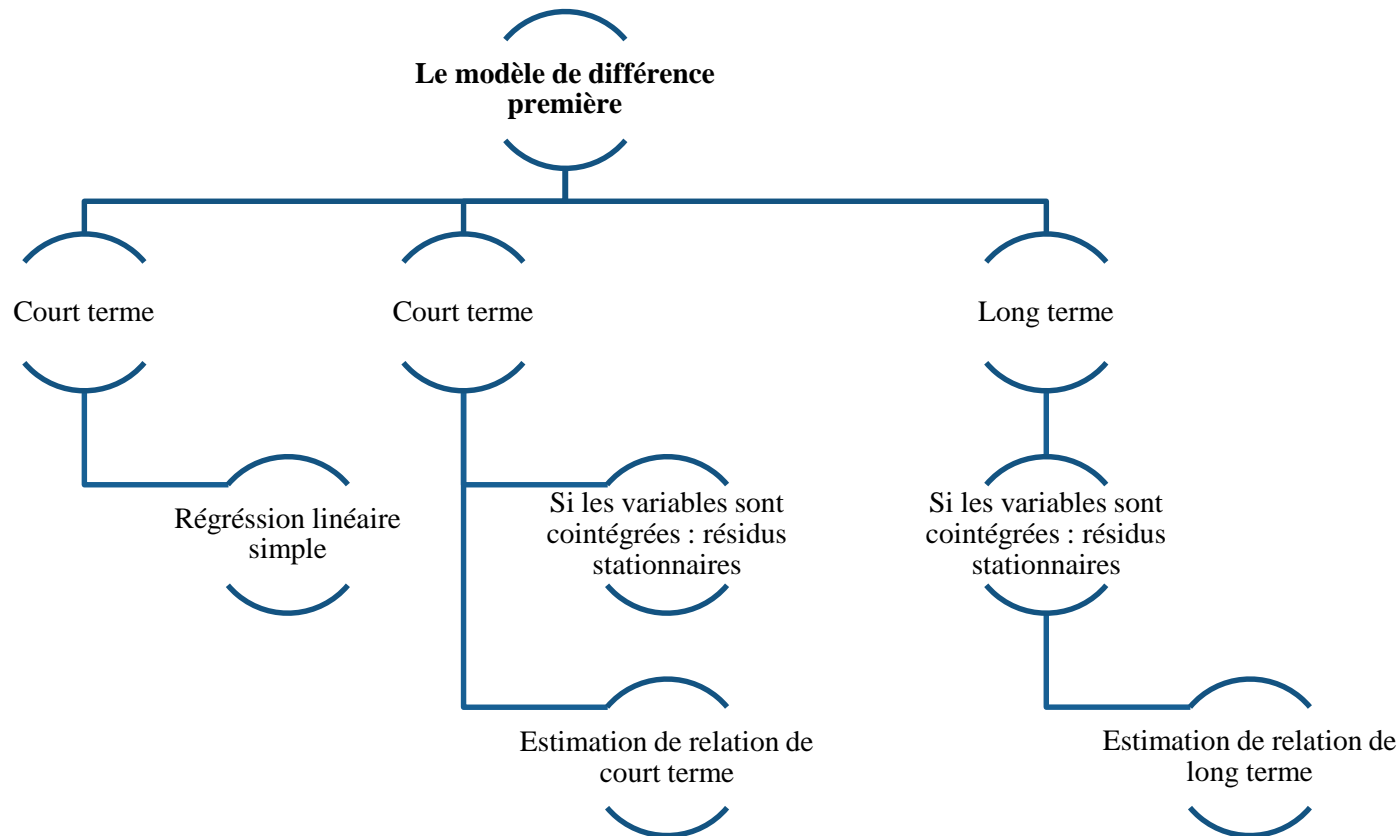 Le modèle de différence
première
Court terme
Court terme
Long terme
Régréssion linéaire
simple
Si les variables sont
cointégrées : résidus
stationnaires
Si les variables sont
cointégrées : résidus
stationnaires
Estimation de relation de
court terme
Estimation de relation de
long terme